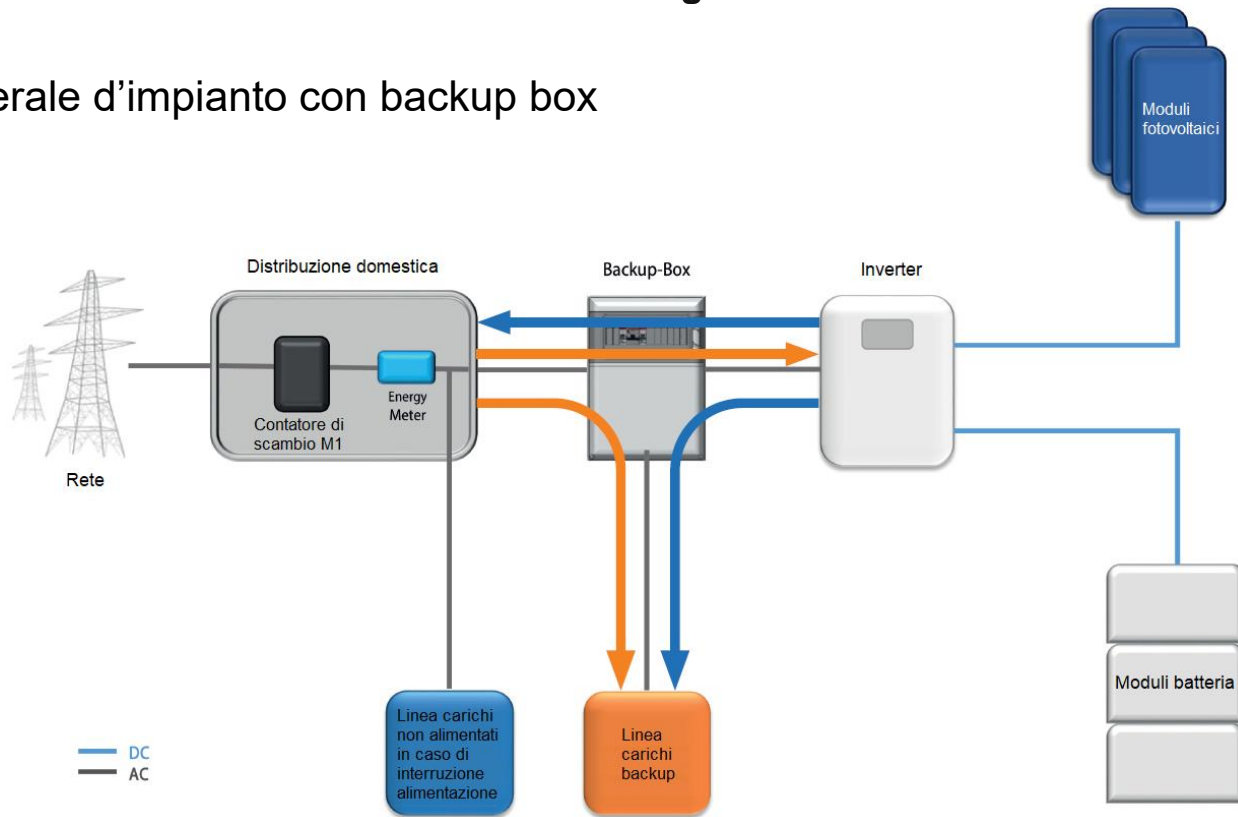 erale d'impianto con backup box
Moduli
fotovoltaici
Distribuzione domestica
Backup-Box
Inverter
Energy
Meter
Contatore di
scambio M1
Rete
Linea carichi
non alimentati
in caso di
interruzione
alimentazione
Linea
carichi
backup
Moduli batteria
DC
AC